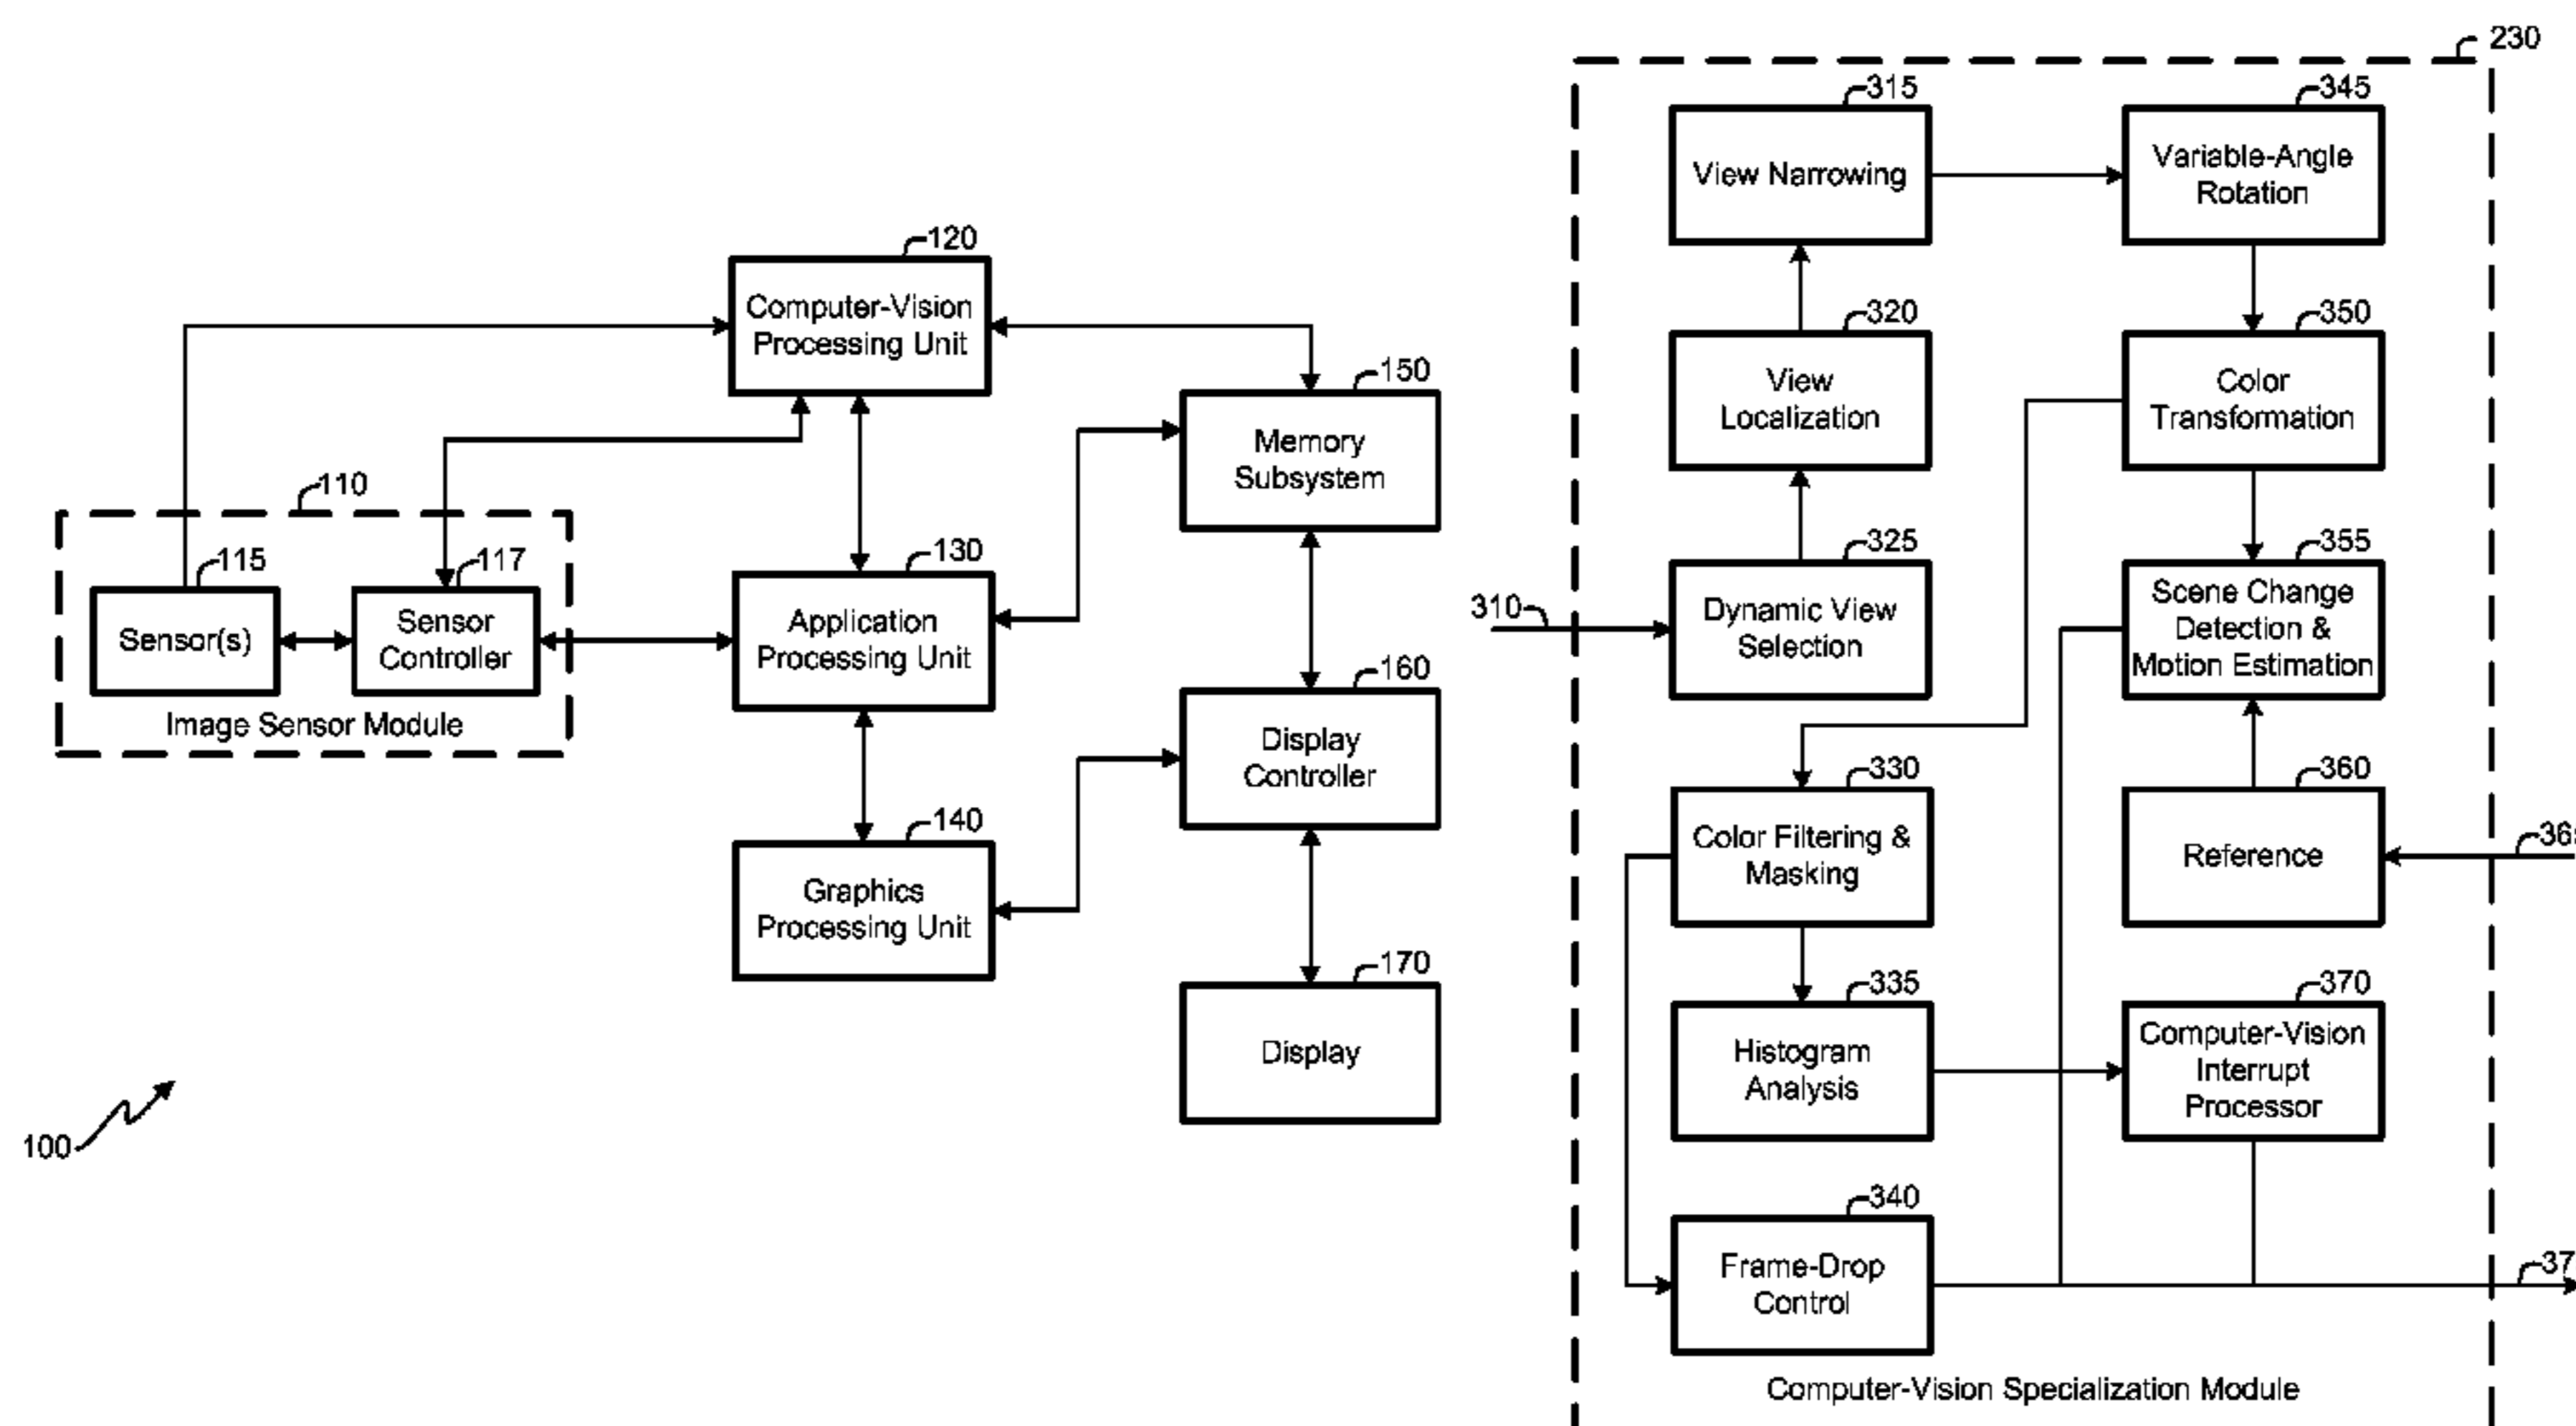 120
Computer-Vision
Processing Unit
150
Memory
Subsystem
110
115
Sensor(s)
117
Sensor
Controller
Image Sensor Module
130
Application
Processing Unit
160
Display
Controller
140
Graphics
Processing Unit
170
Display
100
230
315
View Narrowing
345
Variable-Angle
Rotation
320
View
Localization
350
Color
Transformation
310
325
Dynamic View
Selection
355
Scene Change
Detection &
Motion Estimation
330
Color Filtering &
Masking
360
Reference
335
Histogram
Analysis
370
Computer-Vision
Interrupt
Processor
340
Frame-Drop
Control
Computer-Vision Specialization Module